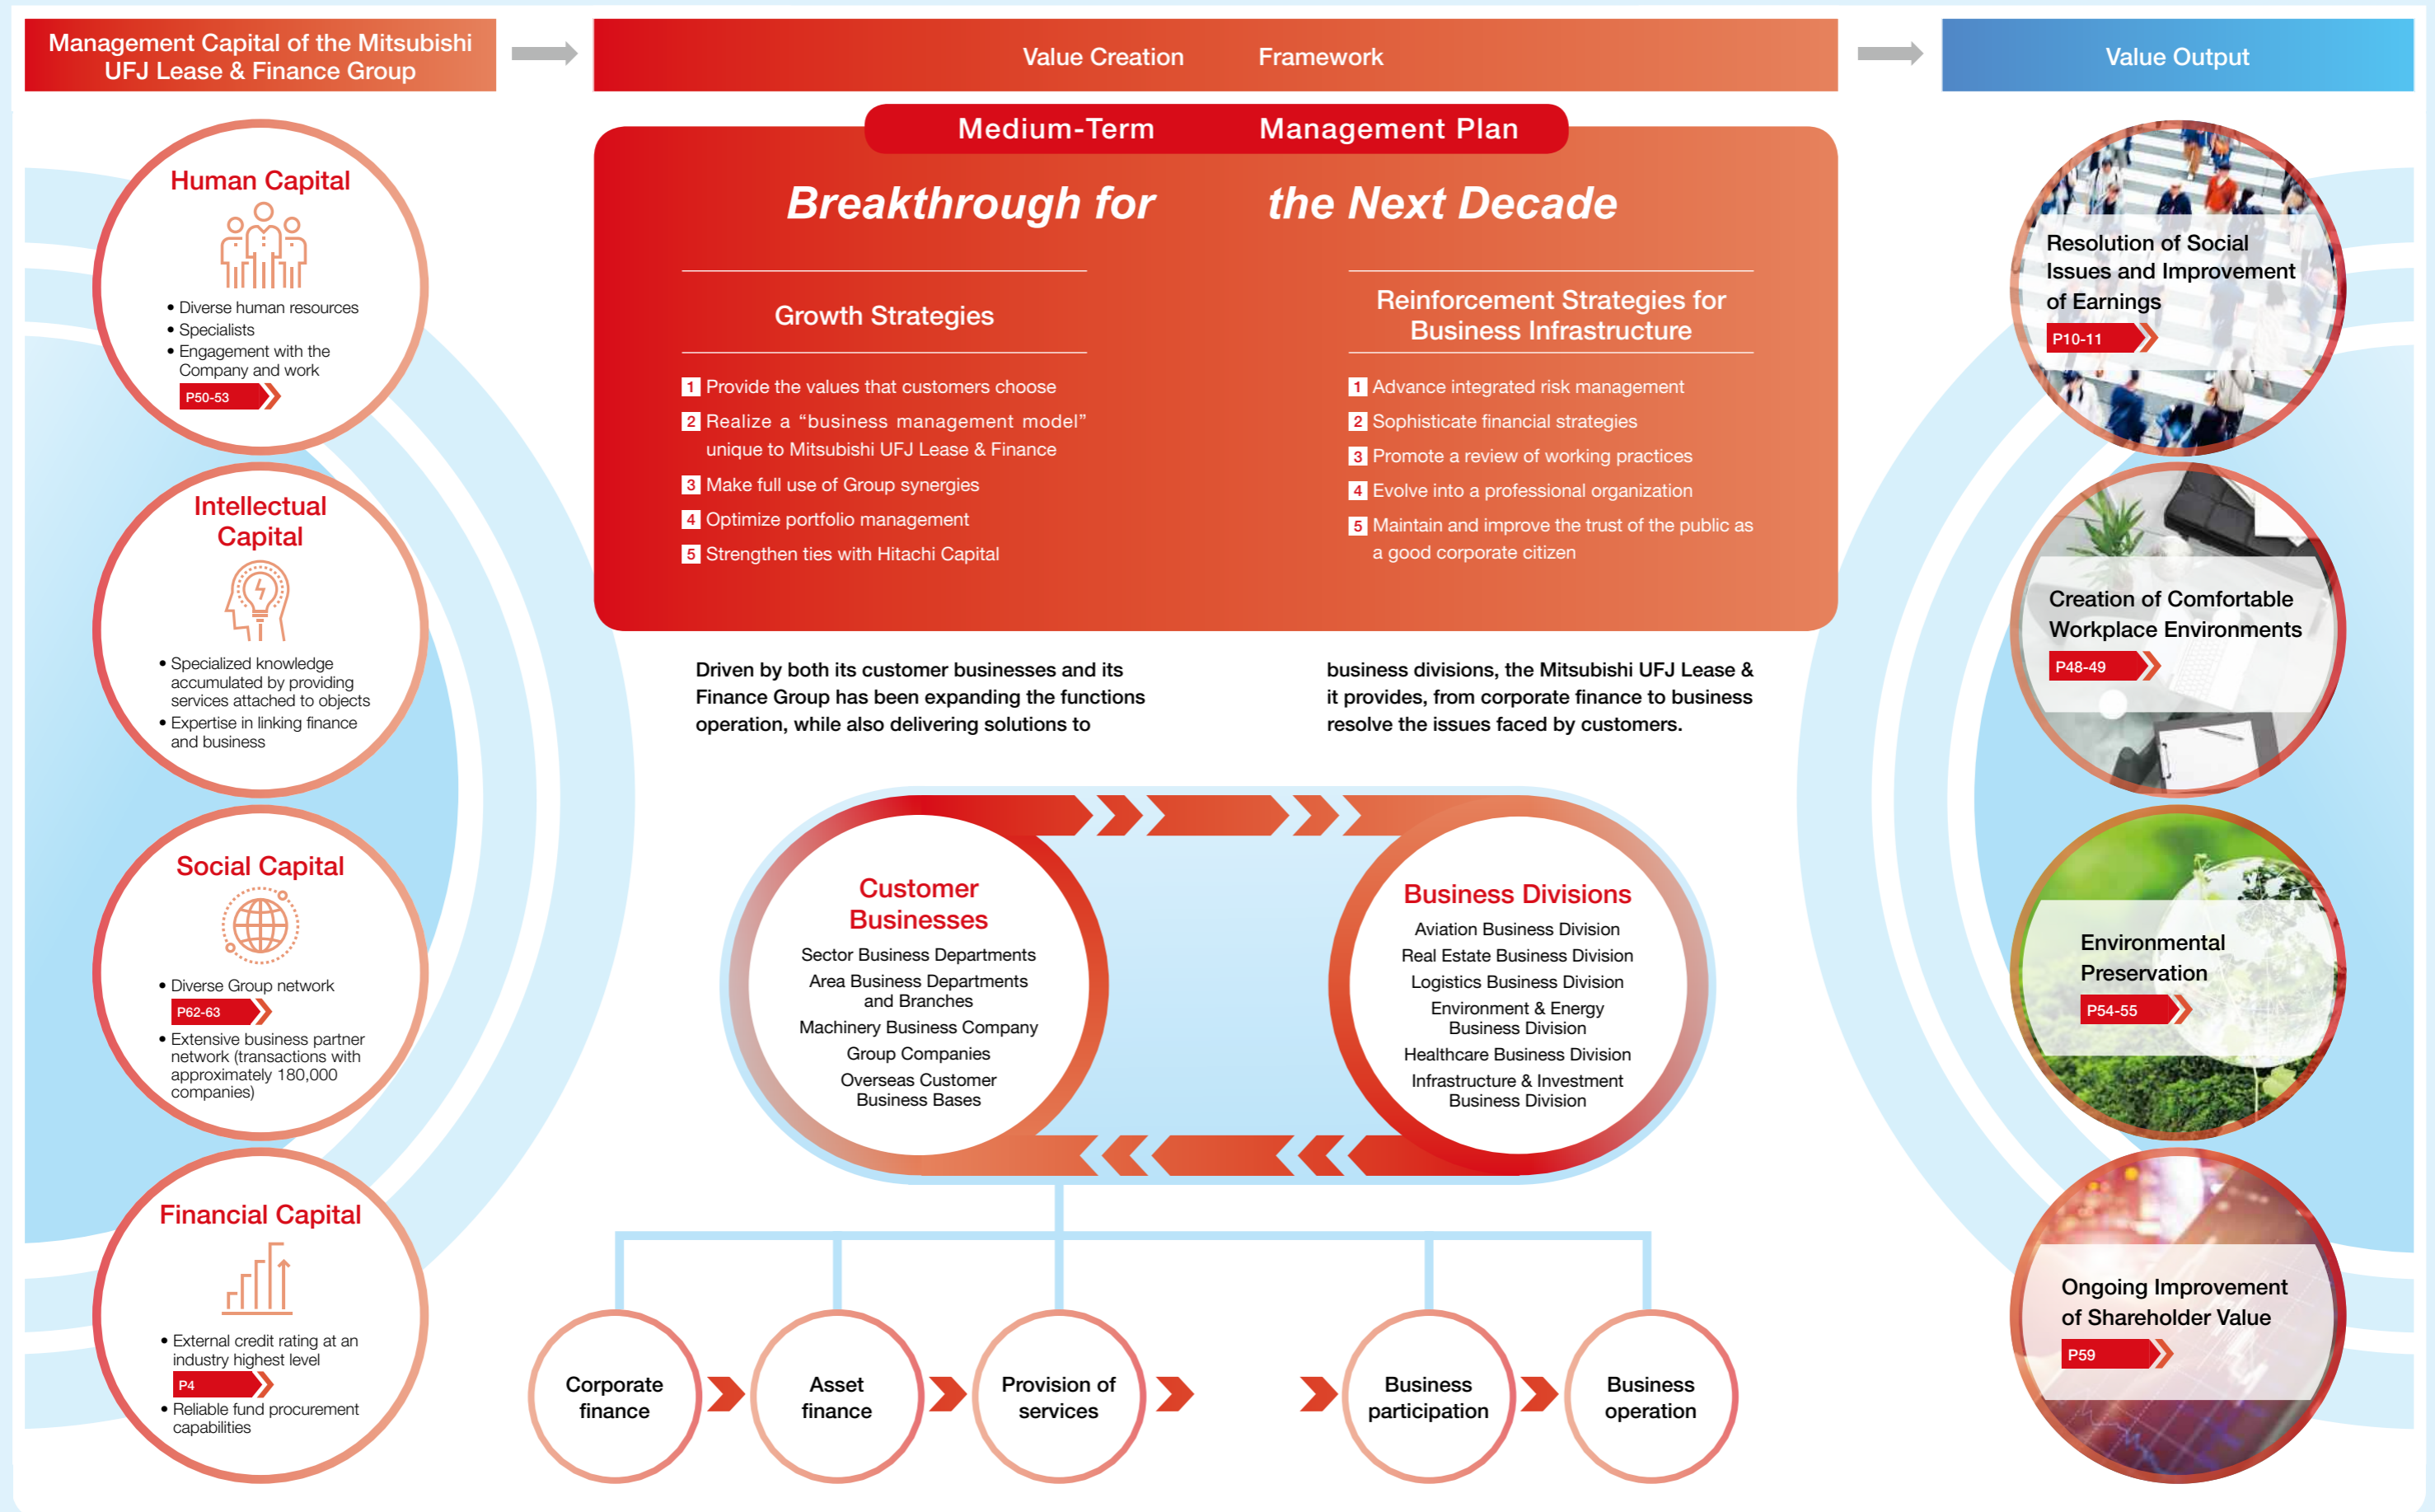 Management Capital of the Mitsubishi
UFJ Lease & Finance Group
Value Creation Framework
Value Output
Human Capital
• Diverse human resources
• Specialists
• Engagement with the
Company and work
P50-53
Intellectual
Capital
• Specialized knowledge
accumulated by providing
services attached to objects
• Expertise in linking finance
and business
Social Capital
• Diverse Group network
P62-63
• Extensive business partner
network (transactions with
approximately 180,000
companies)
Financial Capital
• External credit rating at an
industry highest level
P4
• Reliable fund procurement
capabilities
Medium-Term Management Plan
Breakthrough for the Next Decade
Growth Strategies
1 Provide the values that customers choose
2 Realize a “business management model”
unique to Mitsubishi UFJ Lease & Finance
3 Make full use of Group synergies
4 Optimize portfolio management
5 Strengthen ties with Hitachi Capital
Reinforcement Strategies for
Business Infrastructure
1 Advance integrated risk management
2 Sophisticate financial strategies
3 Promote a review of working practices
4 Evolve into a professional organization
5 Maintain and improve the trust of the public as
a good corporate citizen
Driven by both its customer businesses and its business divisions, the Mitsubishi UFJ Lease &
Finance Group has been expanding the functions it provides, from corporate finance to business
operation, while also delivering solutions to resolve the issues faced by customers.
Customer
Businesses
Sector Business Departments
Area Business Departments
and Branches
Machinery Business Company
Group Companies
Overseas Customer
Business Bases
Business Divisions
Aviation Business Division
Real Estate Business Division
Logistics Business Division
Environment & Energy
Business Division
Healthcare Business Division
Infrastructure & Investment
Business Division
Corporate
finance
Asset
finance
Provision of
services
Business
participation
Business
operation
Resolution of Social
Issues and Improvement
of Earnings
P10-11
Creation of Comfortable
Workplace Environments
P48-49
Environmental
Preservation
P54-55
Ongoing Improvement
of Shareholder Value
P59